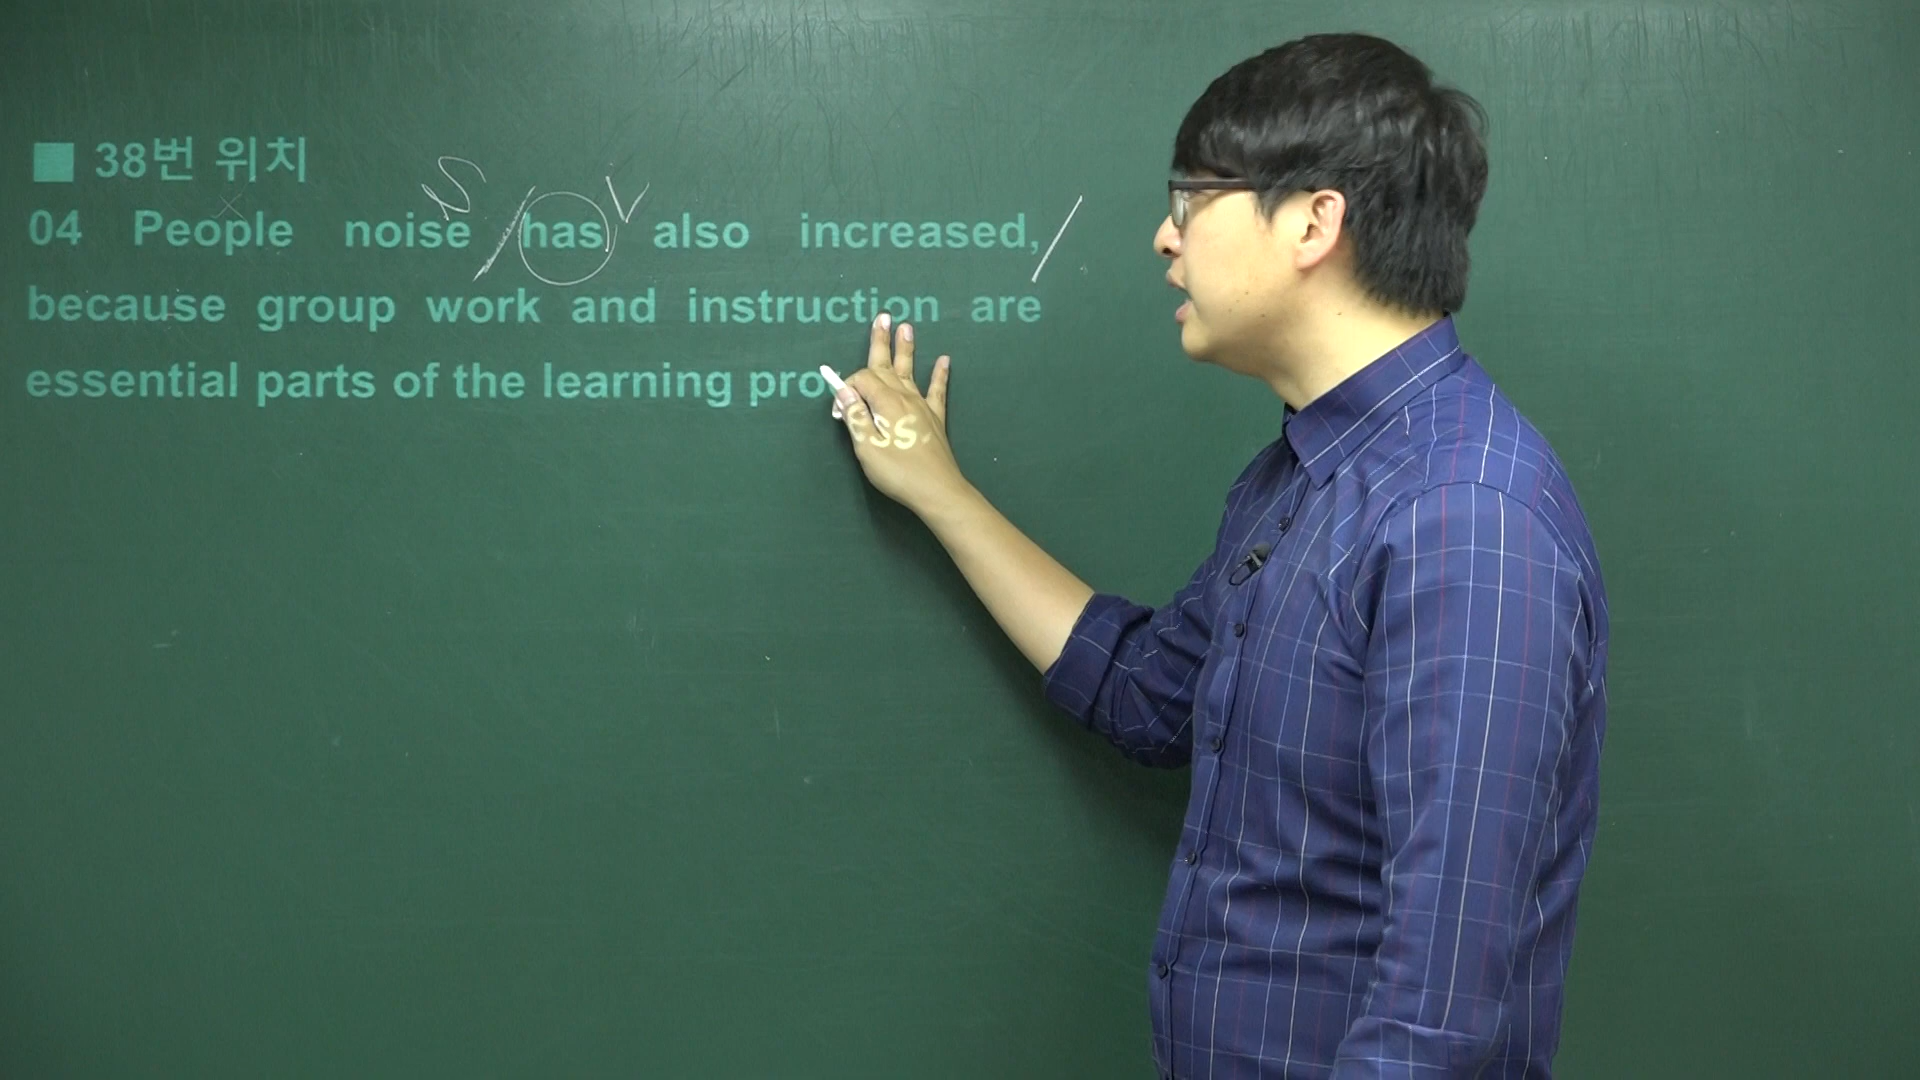 ■ 38번 위치
04 People noise has also increased,
because group work and instruction are
essential parts of the learning process.
S V